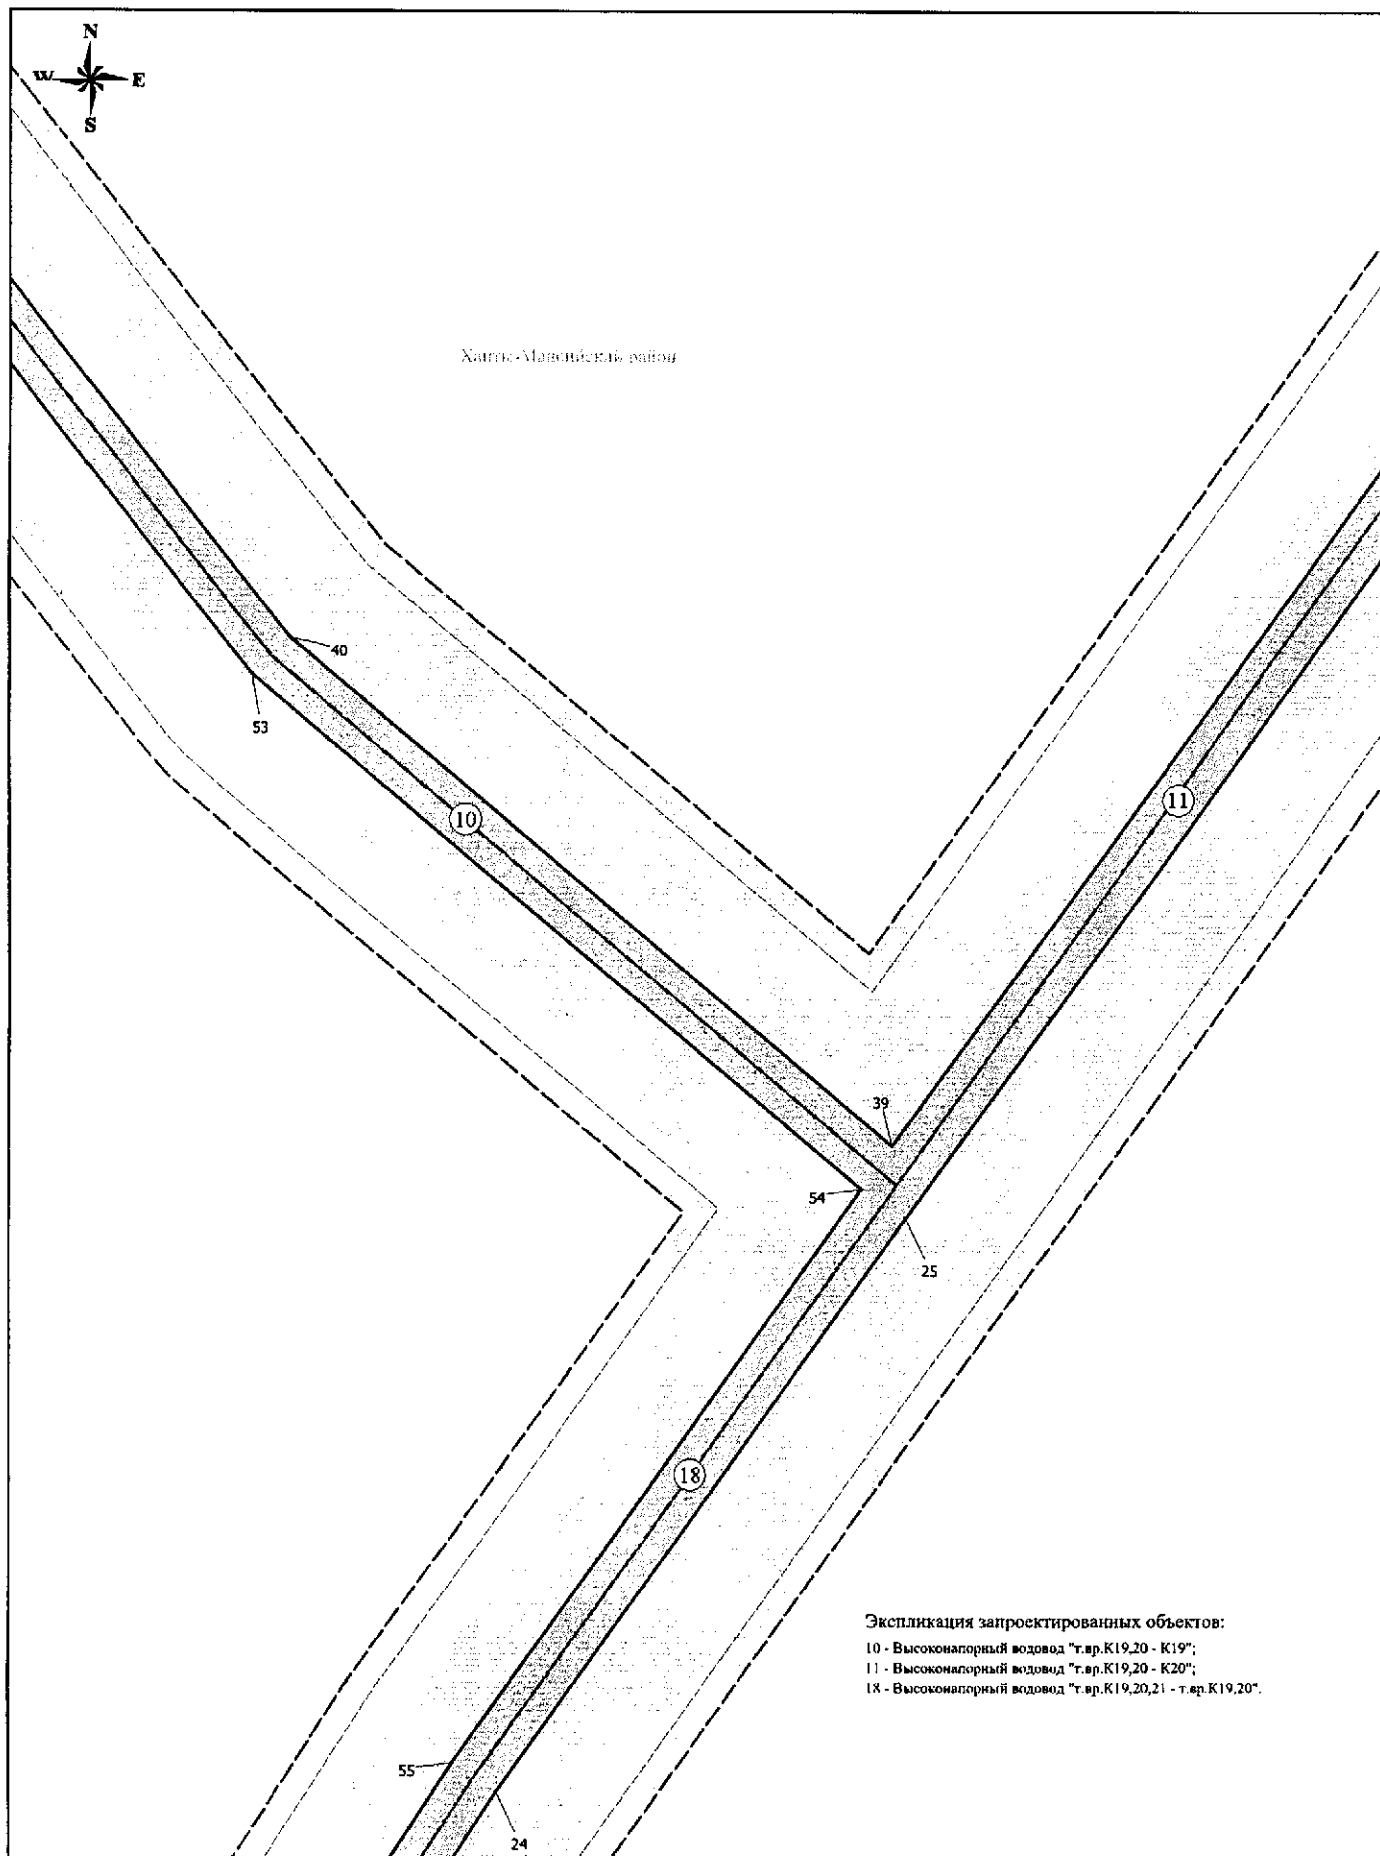 N
W E
S
Ханты-Мансийский район
40
53
10
11
39
54
25
18
Экспликация запроектированных объектов:
10 - Высоконапорный водовод "т.вр.К19,20 - К19";
11 - Высоконапорный водовод "т.вр.К19,20 - К20";
18 - Высоконапорный водовод "т.вр.К19,20,21 - т.вр.К19,20".
55
24